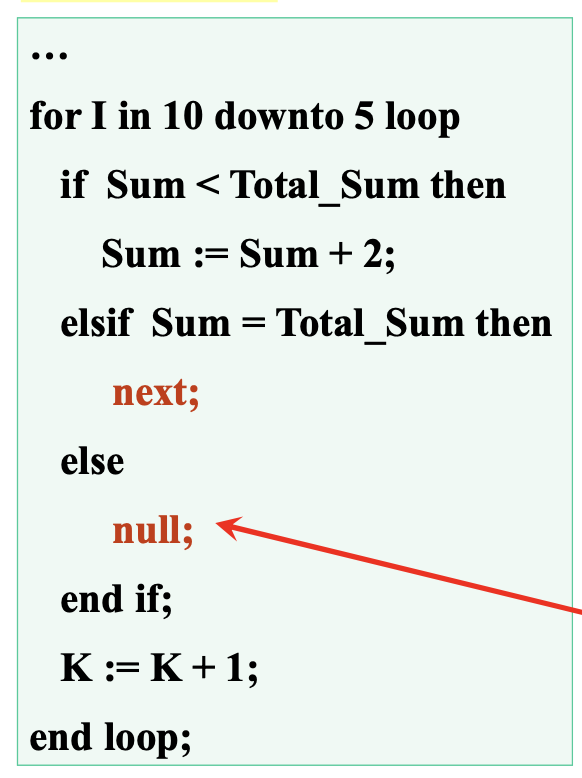 ...
for I in 10 downto 5 loop
if Sum < Total_Sum then
Sum := Sum + 2;
elsif Sum = Total_Sum then
next;
else
null;
end if;
K := K + 1;
end loop;